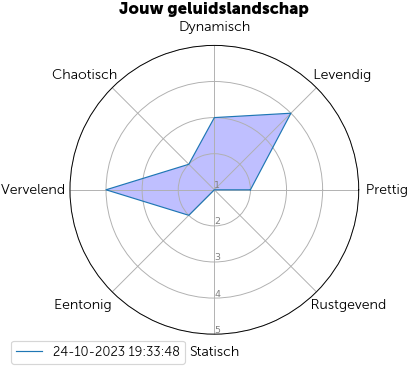 Jouw geluidslandschap
Dynamisch
Chaotisch
Levendig
Vervelend
1
Prettig
2
3
4
Eentonig
Rustgevend
5
24-10-2023 19:33:48
Statisch